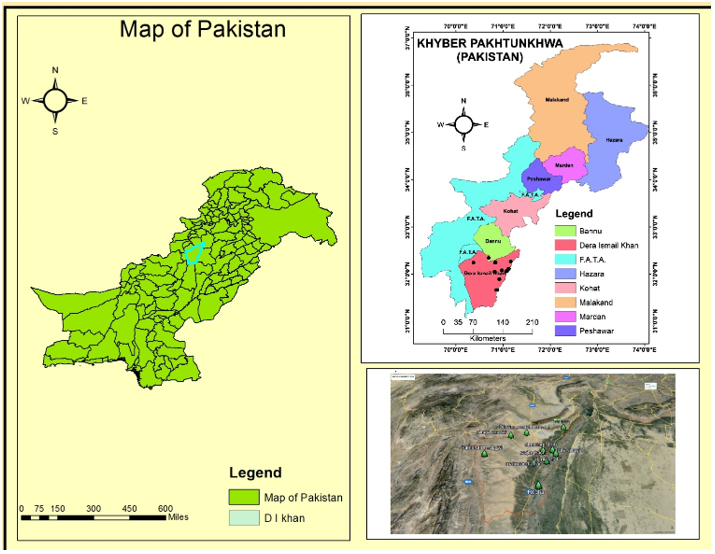 Map of Pakistan
N
W E
S
Legend
Map of Pakistan
D I khan
0 75 150 300 450 600
Miles
70°0'0"E 71°0'0"E 72°0'0"E 73°0'0"E 74°0'0"E
KHYBER PAKHTUNKHWA
(PAKISTAN)
N
W E
S
Malakand
Hazara
Mardan
Peshawar
F.A.T.A.
Kohat
F.A.T.A.
Bannu
F.A.T.A.
Dera Ismail
Legend
Bannu
Dera Ismail Khan
F.A.T.A.
Hazara
Kohat
Malakand
Mardan
Peshawar
0 35 70 140 210
Kilometers
70°0'0"E 71°0'0"E 72°0'0"E 73°0'0"E 74°0'0"E
37°0'0"N
36°0'0"N
35°0'0"N
34°0'0"N
33°0'0"N
32°0'0"N
31°0'0"N